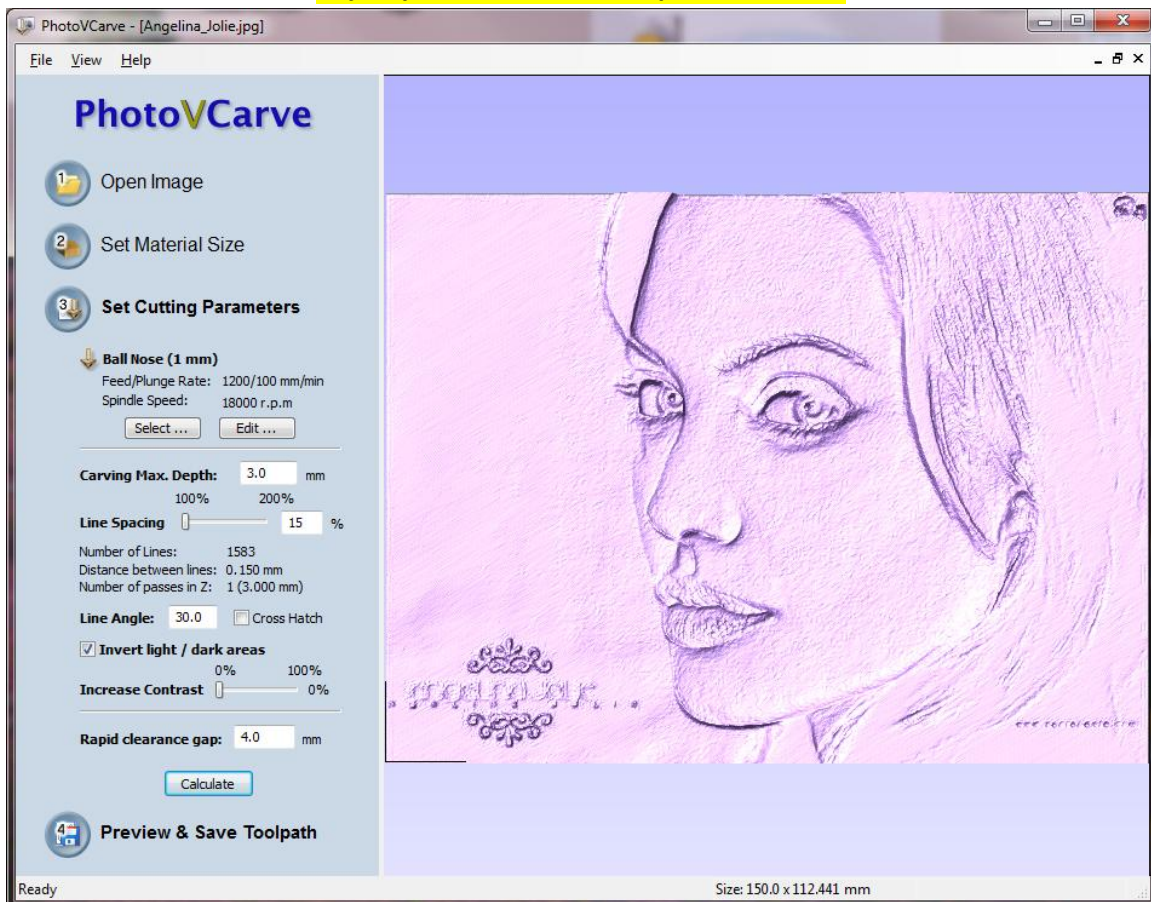 PhotoVCarve - [Angelina_Jolie.jpg]
File View Help
PhotoVCarve
1 Open Image
2 Set Material Size
3 Set Cutting Parameters
Ball Nose (1 mm)
Feed/Plunge Rate: 1200/100 mm/min
Spindle Speed: 18000 r.p.m
Select ... Edit ...
Carving Max. Depth: 3.0 mm
100% 200%
Line Spacing 15 %
Number of Lines: 1583
Distance between lines: 0.150 mm
Number of passes in Z: 1 (3.000 mm)
Line Angle: 30.0 Cross Hatch
Invert light / dark areas
0% 100%
Increase Contrast 0%
Rapid clearance gap: 4.0 mm
Calculate
4 Preview & Save Toolpath
Ready Size: 150.0 x 112.441 mm